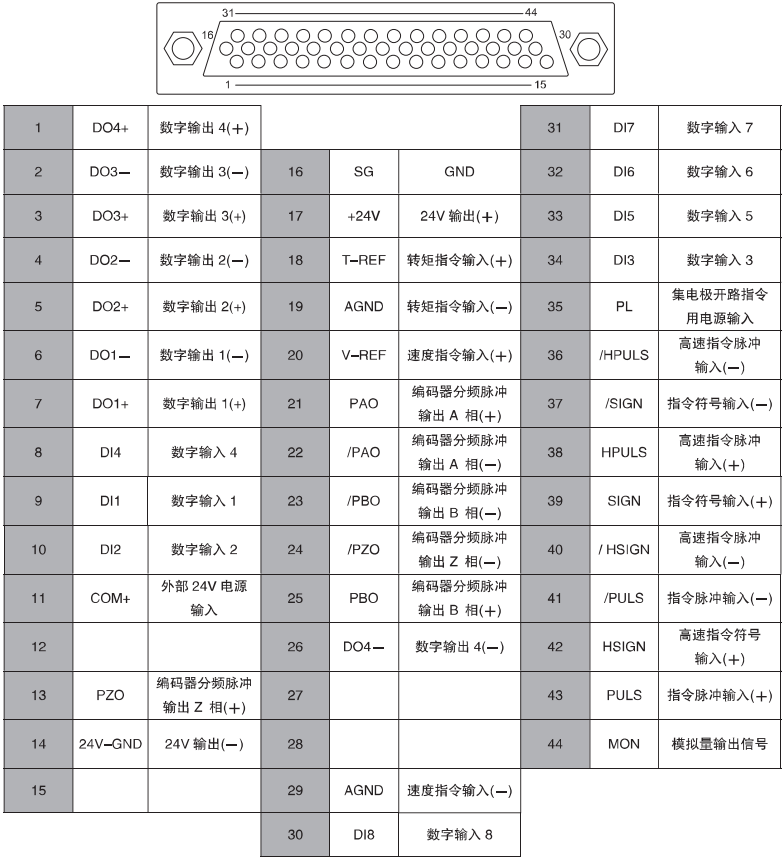 31 44
16 30
1 15
1 DO4+ 数字输出 4(+)
2 DO3— 数字输出 3(—)
3 DO3+ 数字输出 3(+)
4 DO2— 数字输出 2(—)
5 DO2+ 数字输出 2(+)
6 DO1— 数字输出 1(—)
7 DO1+ 数字输出 1(+)
8 DI4 数字输入 4
9 DI1 数字输入 1
10 DI2 数字输入 2
11 COM+ 外部 24V 电源
输入
12
13 PZO 编码器分频脉冲
输出 Z 相(+)
14 24V–GND 24V 输出(—)
15
16 SG GND
17 +24V 24V 输出(+)
18 T–REF 转矩指令输入(+)
19 AGND 转矩指令输入(—)
20 V–REF 速度指令输入(+)
21 PAO 编码器分频脉冲
输出 A 相(+)
22 /PAO 编码器分频脉冲
输出 A 相(—)
23 /PBO 编码器分频脉冲
输出 B 相(—)
24 /PZO 编码器分频脉冲
输出 Z 相(—)
25 PBO 编码器分频脉冲
输出 B 相(+)
26 DO4— 数字输出 4(—)
27
28
29 AGND 速度指令输入(—)
30 DI8 数字输入 8
31 DI7 数字输入 7
32 DI6 数字输入 6
33 DI5 数字输入 5
34 DI3 数字输入 3
35 PL 集电极开路指令
用电源输入
36 /HPULS 高速指令脉冲
输入(—)
37 /SIGN 指令符号输入(—)
38 HPULS 高速指令脉冲
输入(+)
39 SIGN 指令符号输入(+)
40 / HSIGN 高速指令脉冲
输入(—)
41 /PULS 指令脉冲输入(—)
42 HSIGN 高速指令符号
输入(+)
43 PULS 指令脉冲输入(+)
44 MON 模拟量输出信号